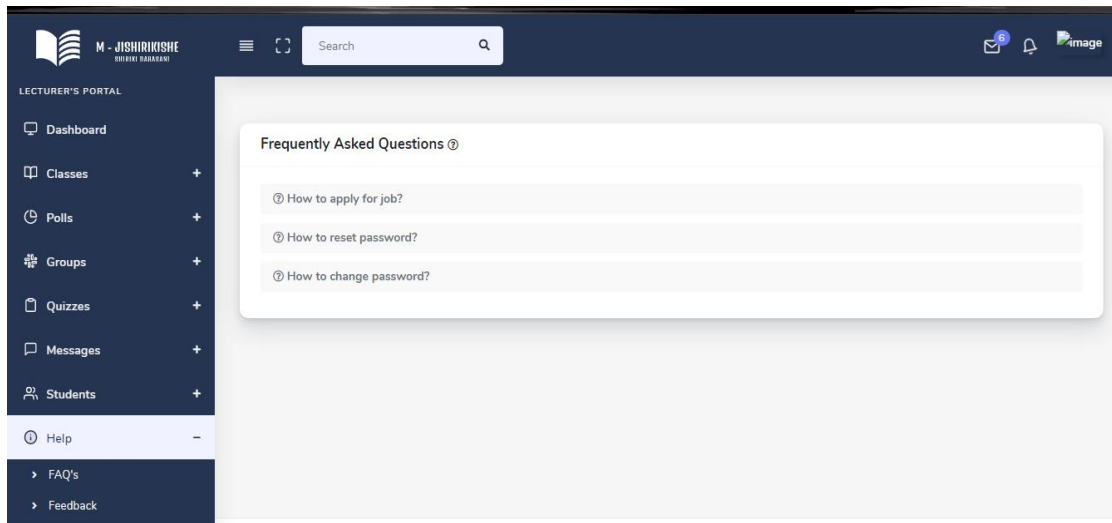 M - JISHIRIKISHE
SHIRIKI DARASANI
Search
6
image
LECTURER'S PORTAL
Dashboard
Classes
Polls
Groups
Quizzes
Messages
Students
Help
FAQ's
Feedback
Frequently Asked Questions
How to apply for job?
How to reset password?
How to change password?